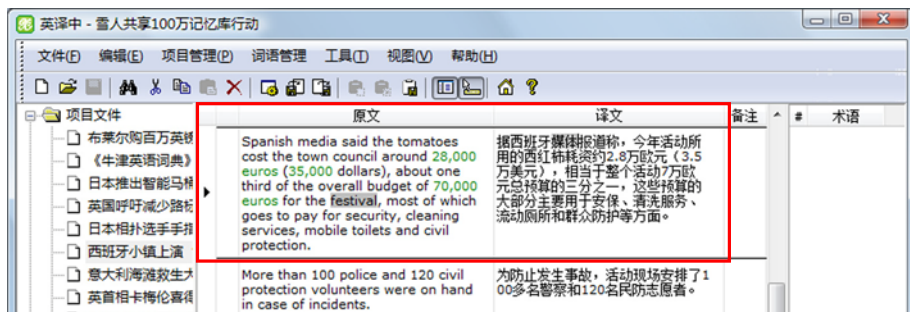 英译中 - 雪人共享100万记忆库行动
文件(F) 编辑(E) 项目管理(P) 词语管理 工具(T) 视图(V) 帮助(H)
项目文件
布莱尔购百万英镑
《牛津英语词典》
日本推出智能马桶
英国呼吁减少路标
日本相扑选手手指
西班牙小镇上演
意大利海滩救生犬
英首相卡梅伦喜得
原文 译文 备注 # 术语
Spanish media said the tomatoes
cost the town council around 28,000
euros (35,000 dollars), about one
third of the overall budget of 70,000
euros for the festival, most of which
goes to pay for security, cleaning
services, mobile toilets and civil
protection.
据西班牙媒体报道称，今年活动所
用的西红柿耗资约2.8万欧元（3.5
万美元），相当于整个活动7万欧
元总预算的三分之一，这些预算的
大部分主要用于安保、清洗服务、
流动厕所和群众防护等方面。
More than 100 police and 120 civil
protection volunteers were on hand
in case of incidents.
为防止发生事故，活动现场安排了1
00多名警察和120名民防志愿者。